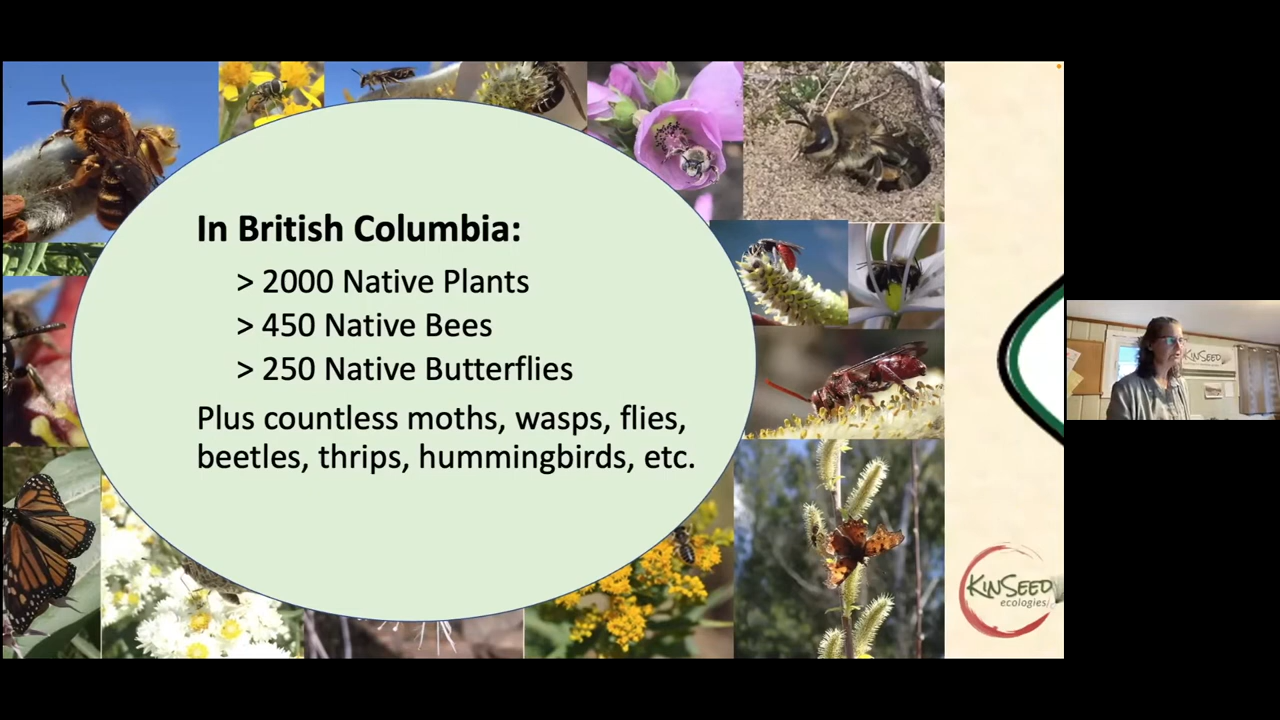 In British Columbia:
> 2000 Native Plants
> 450 Native Bees
> 250 Native Butterflies
Plus countless moths, wasps, flies,
beetles, thrips, hummingbirds, etc.
KINSEED
ecologies
KINSEED